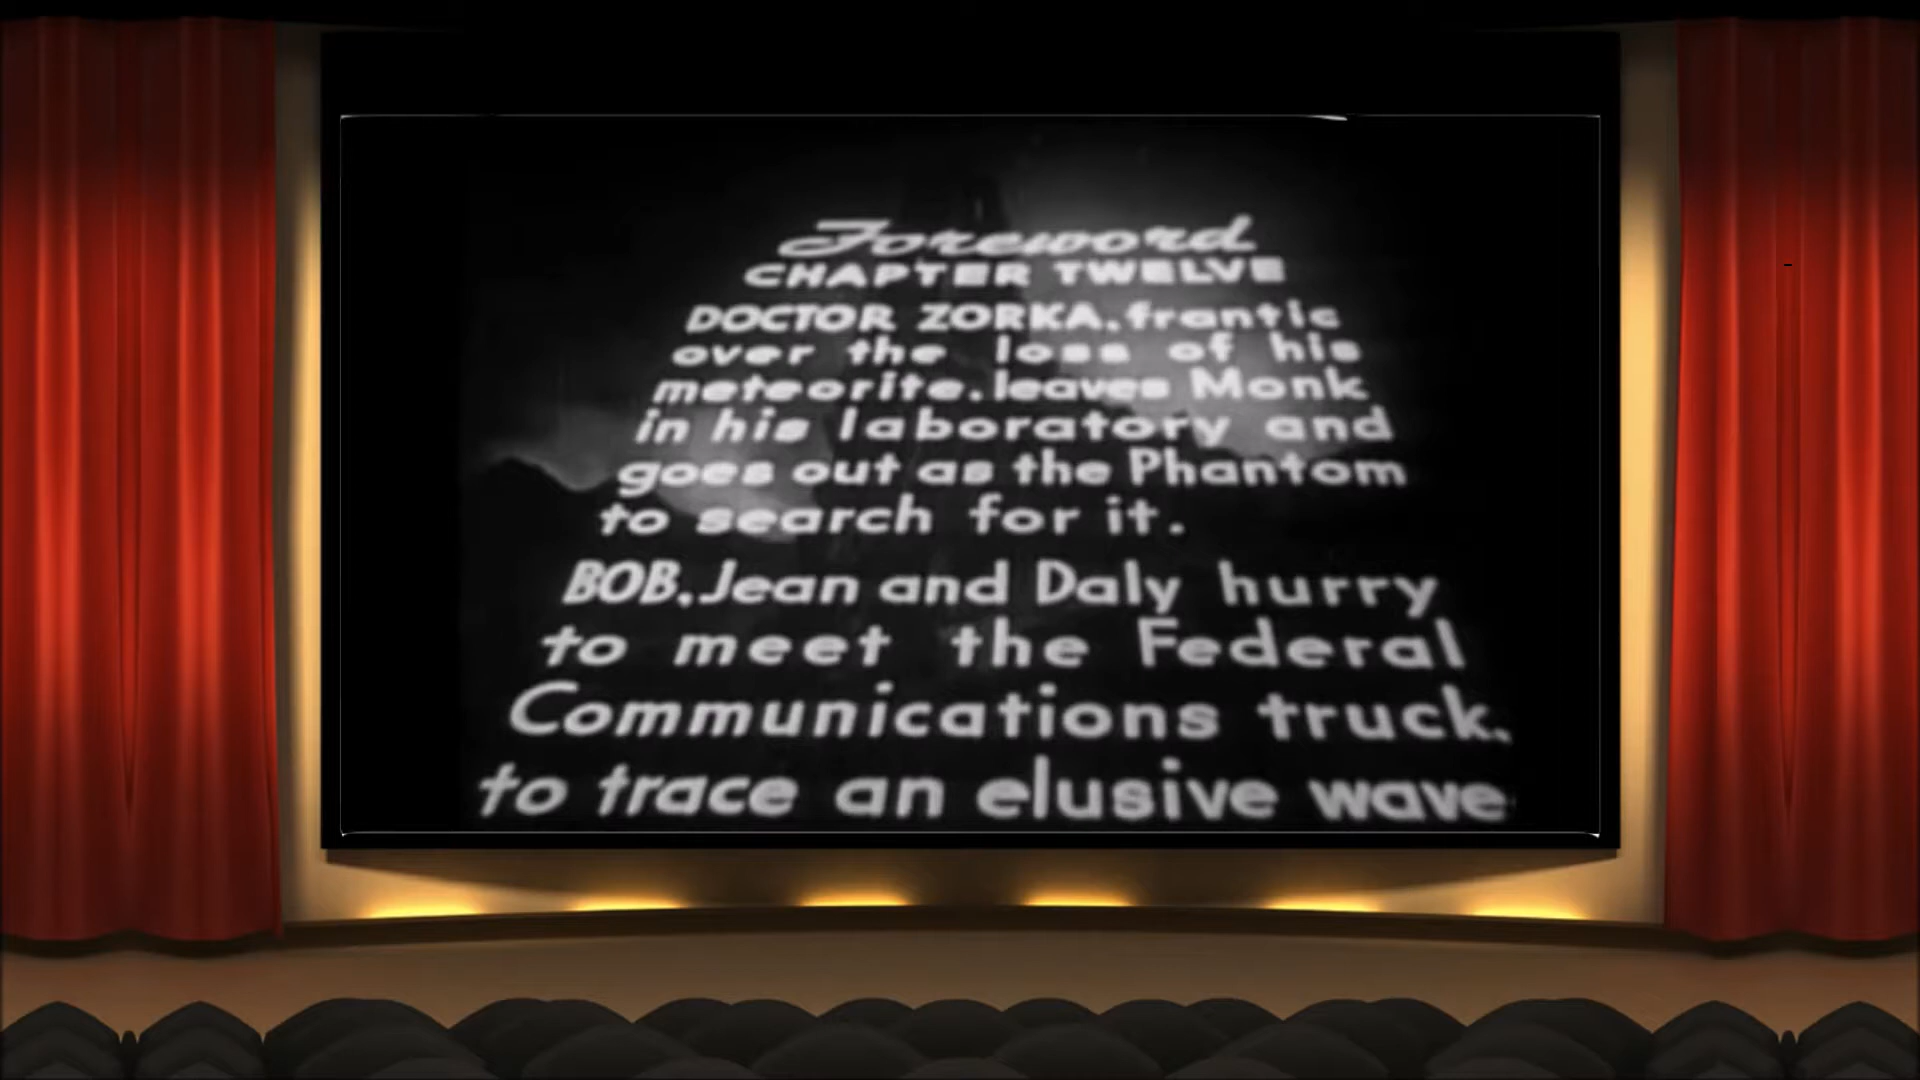 Foreword
CHAPTER TWELVE
DOCTOR ZORKA, frantic
over the loss of his
meteorite, leaves Monk
in his laboratory and
goes out as the Phantom
to search for it.
BOB, Jean and Daly hurry
to meet the Federal
Communications truck,
to trace an elusive wave